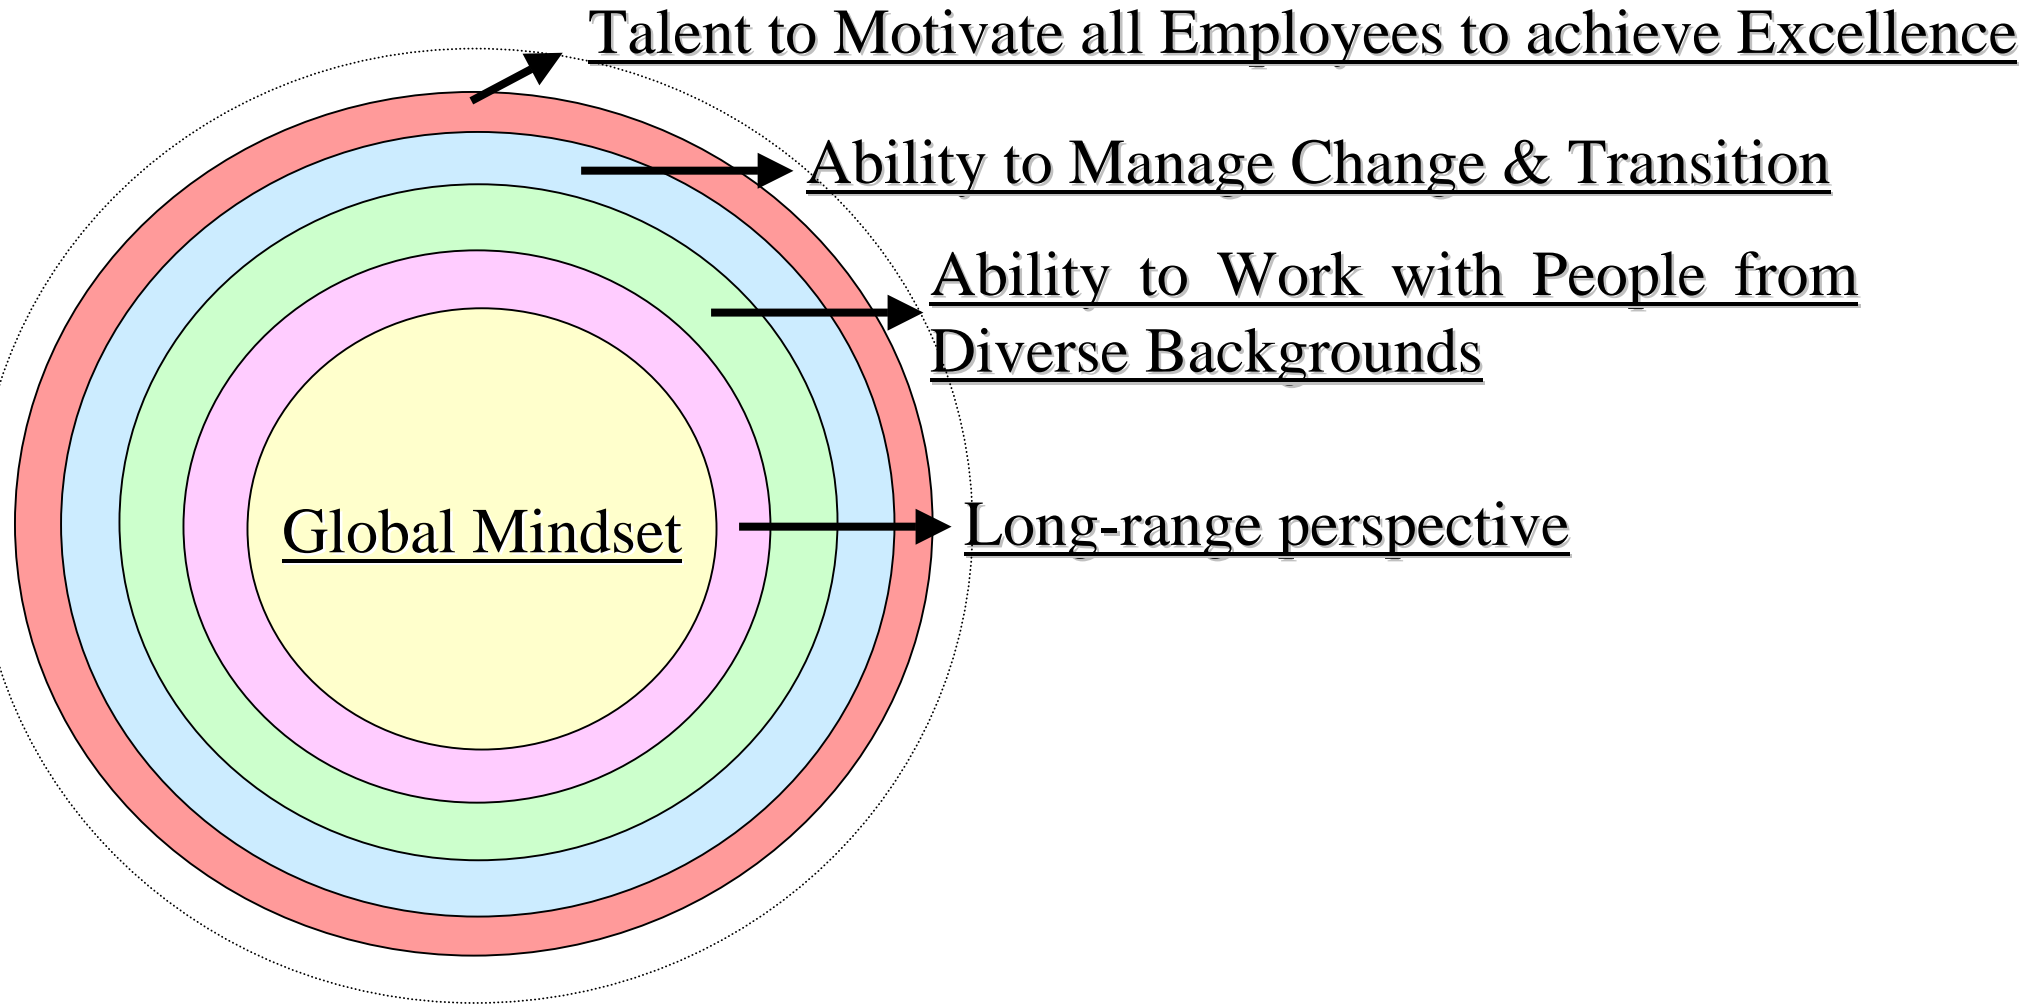 Talent to Motivate all Employees to achieve Excellence
Ability to Manage Change & Transition
Ability to Work with People from
Diverse Backgrounds
Global Mindset
Long-range perspective